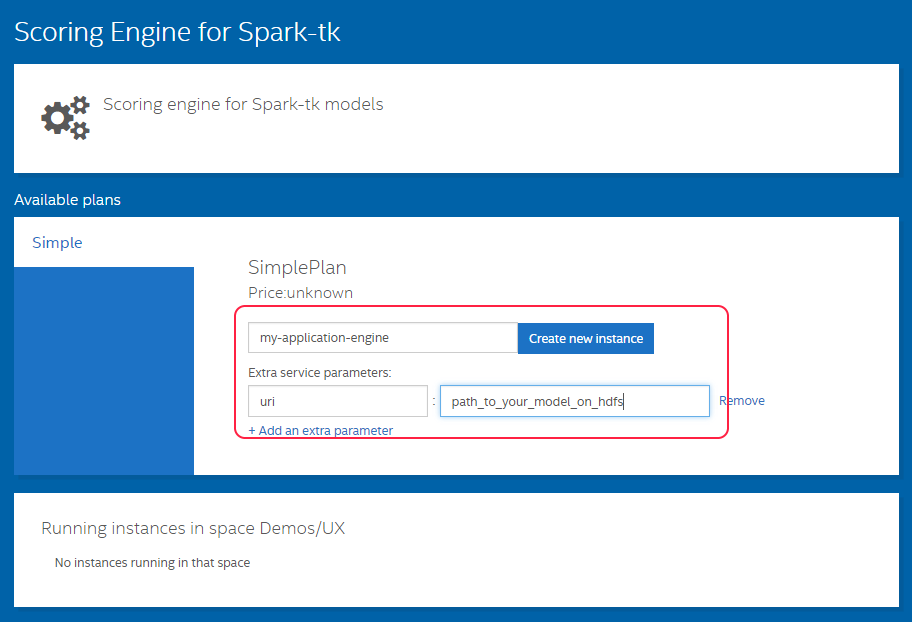 Scoring Engine for Spark-tk
Scoring engine for Spark-tk models
Available plans
Simple
SimplePlan
Price:unknown
my-application-engine Create new instance
Extra service parameters:
uri : path_to_your_model_on_hdfs Remove
+ Add an extra parameter
Running instances in space Demos/UX
No instances running in that space